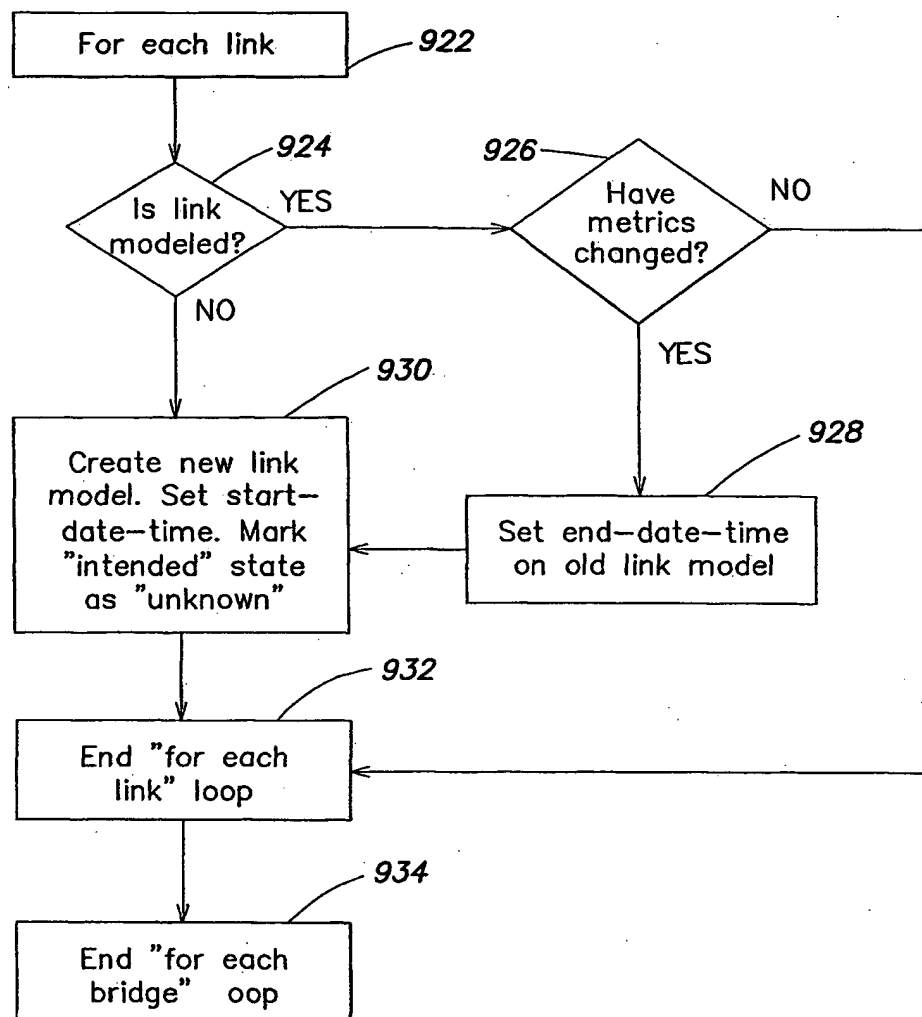 For each link
922
924
Is link
modeled?
YES
NO
926
Have
metrics
changed?
NO
YES
930
Create new link
model. Set start-
date-time. Mark
"intended" state
as "unknown"
928
Set end-date-time
on old link model
932
End "for each
link" loop
934
End "for each
bridge" oop